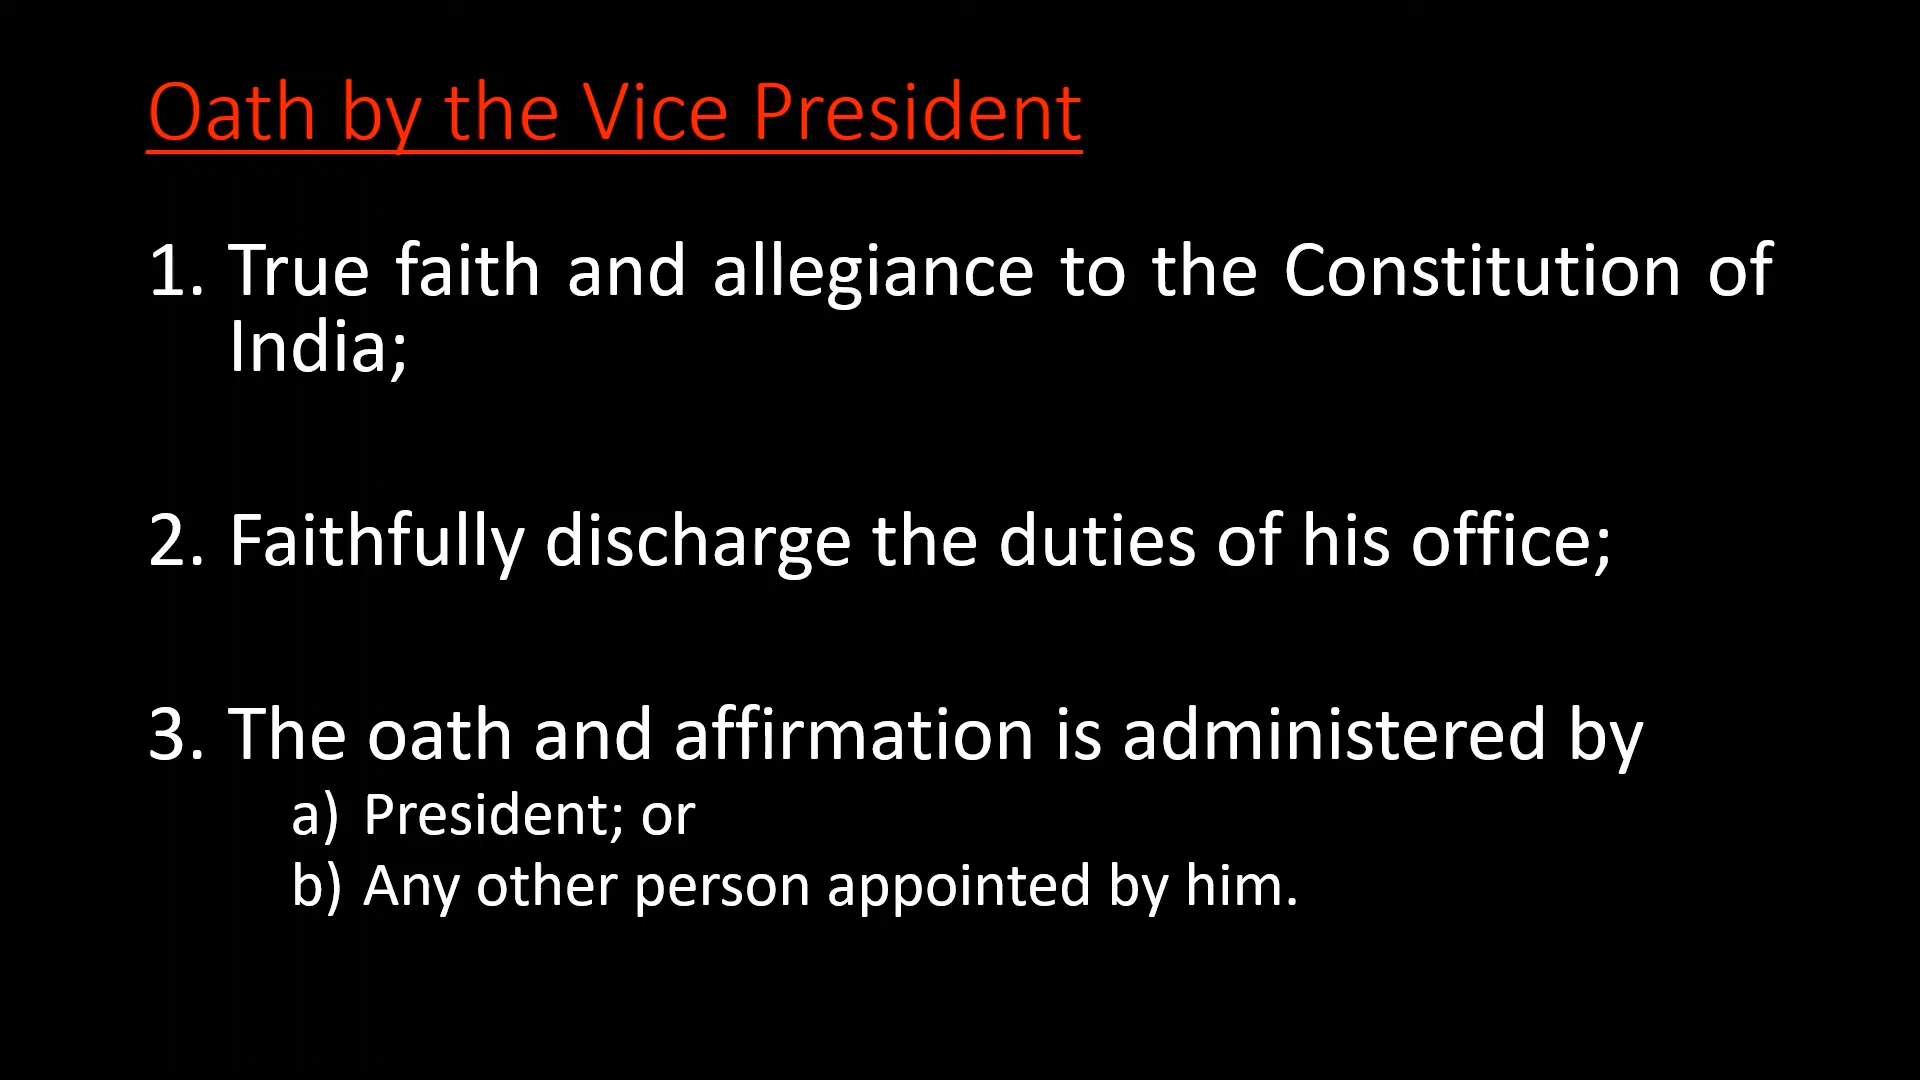 Oath by the Vice President
1. True faith and allegiance to the Constitution of
India;
2. Faithfully discharge the duties of his office;
3. The oath and affirmation is administered by
a) President; or
b) Any other person appointed by him.